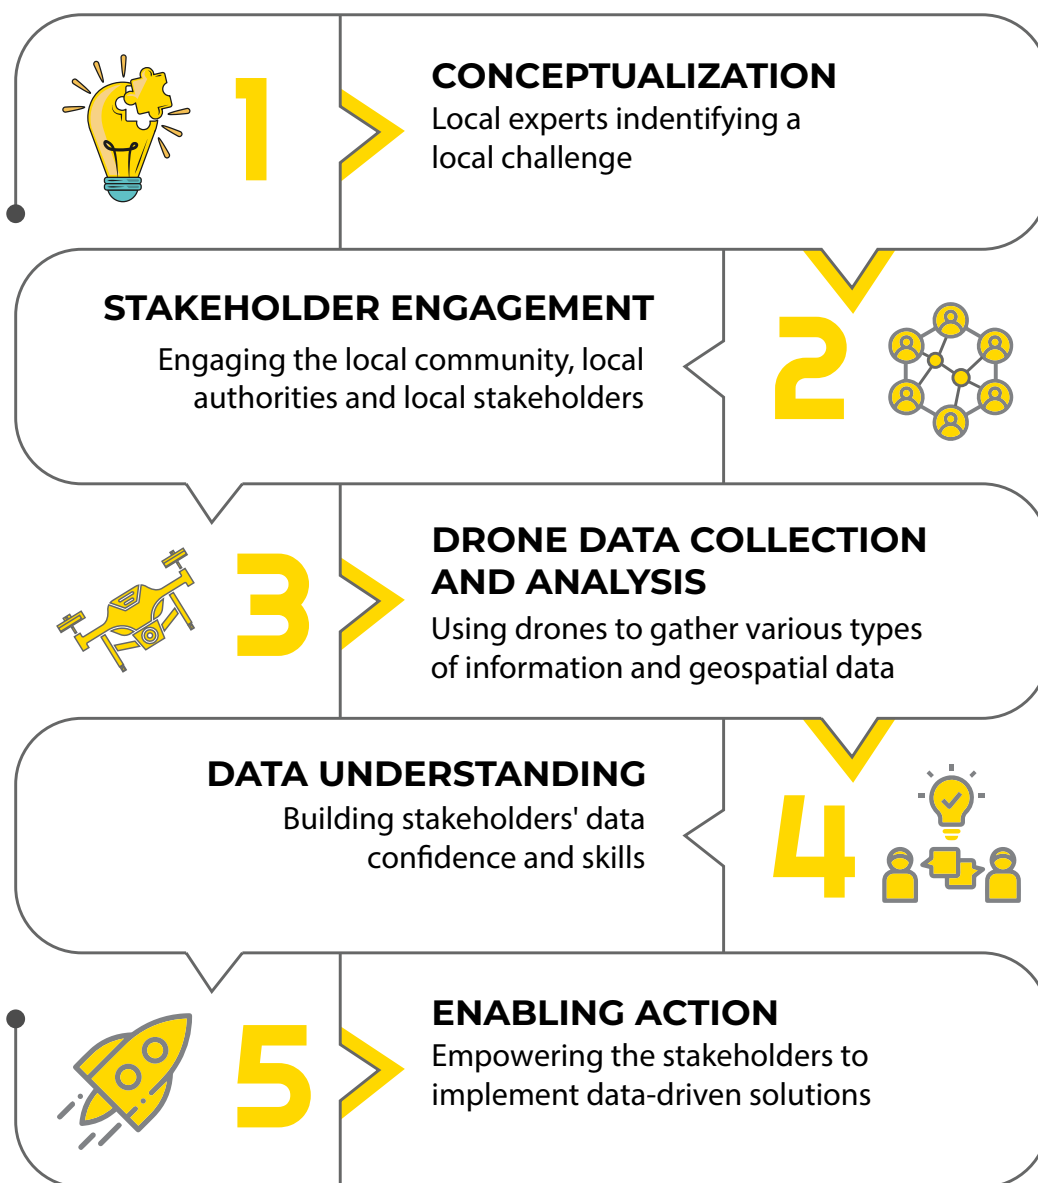 1
CONCEPTUALIZATION
Local experts indentifying a
local challenge
STAKEHOLDER ENGAGEMENT
Engaging the local community, local
authorities and local stakeholders
2
3
DRONE DATA COLLECTION
AND ANALYSIS
Using drones to gather various types
of information and geospatial data
DATA UNDERSTANDING
Building stakeholders' data
confidence and skills
4
5
ENABLING ACTION
Empowering the stakeholders to
implement data-driven solutions